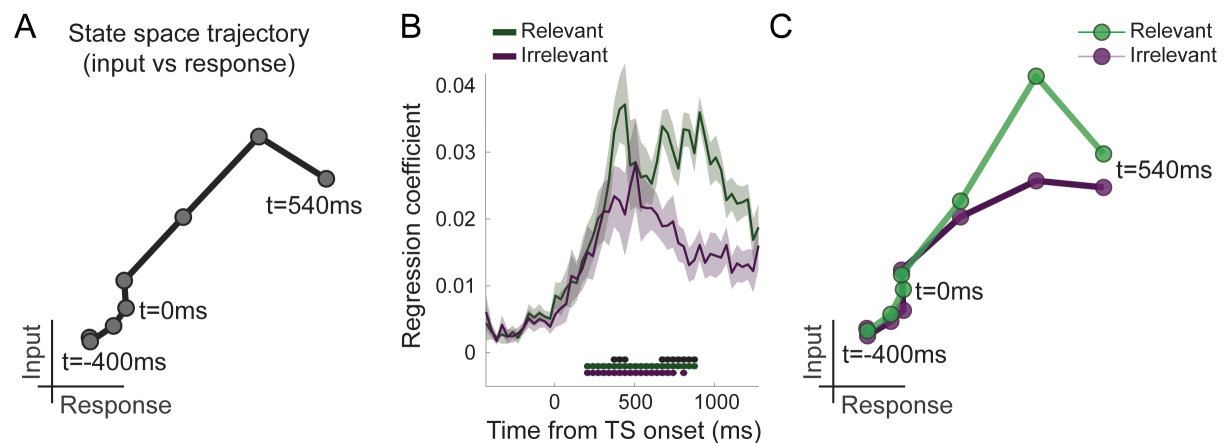 A
State space trajectory
(input vs response)
t=540ms
t=0ms
t=-400ms
Input
Response
B
Relevant
Irrelevant
Regression coefficient
0.04
0.03
0.02
0.01
0
0 500 1000
Time from TS onset (ms)
C
Relevant
Irrelevant
t=540ms
t=0ms
t=-400ms
Input
Response